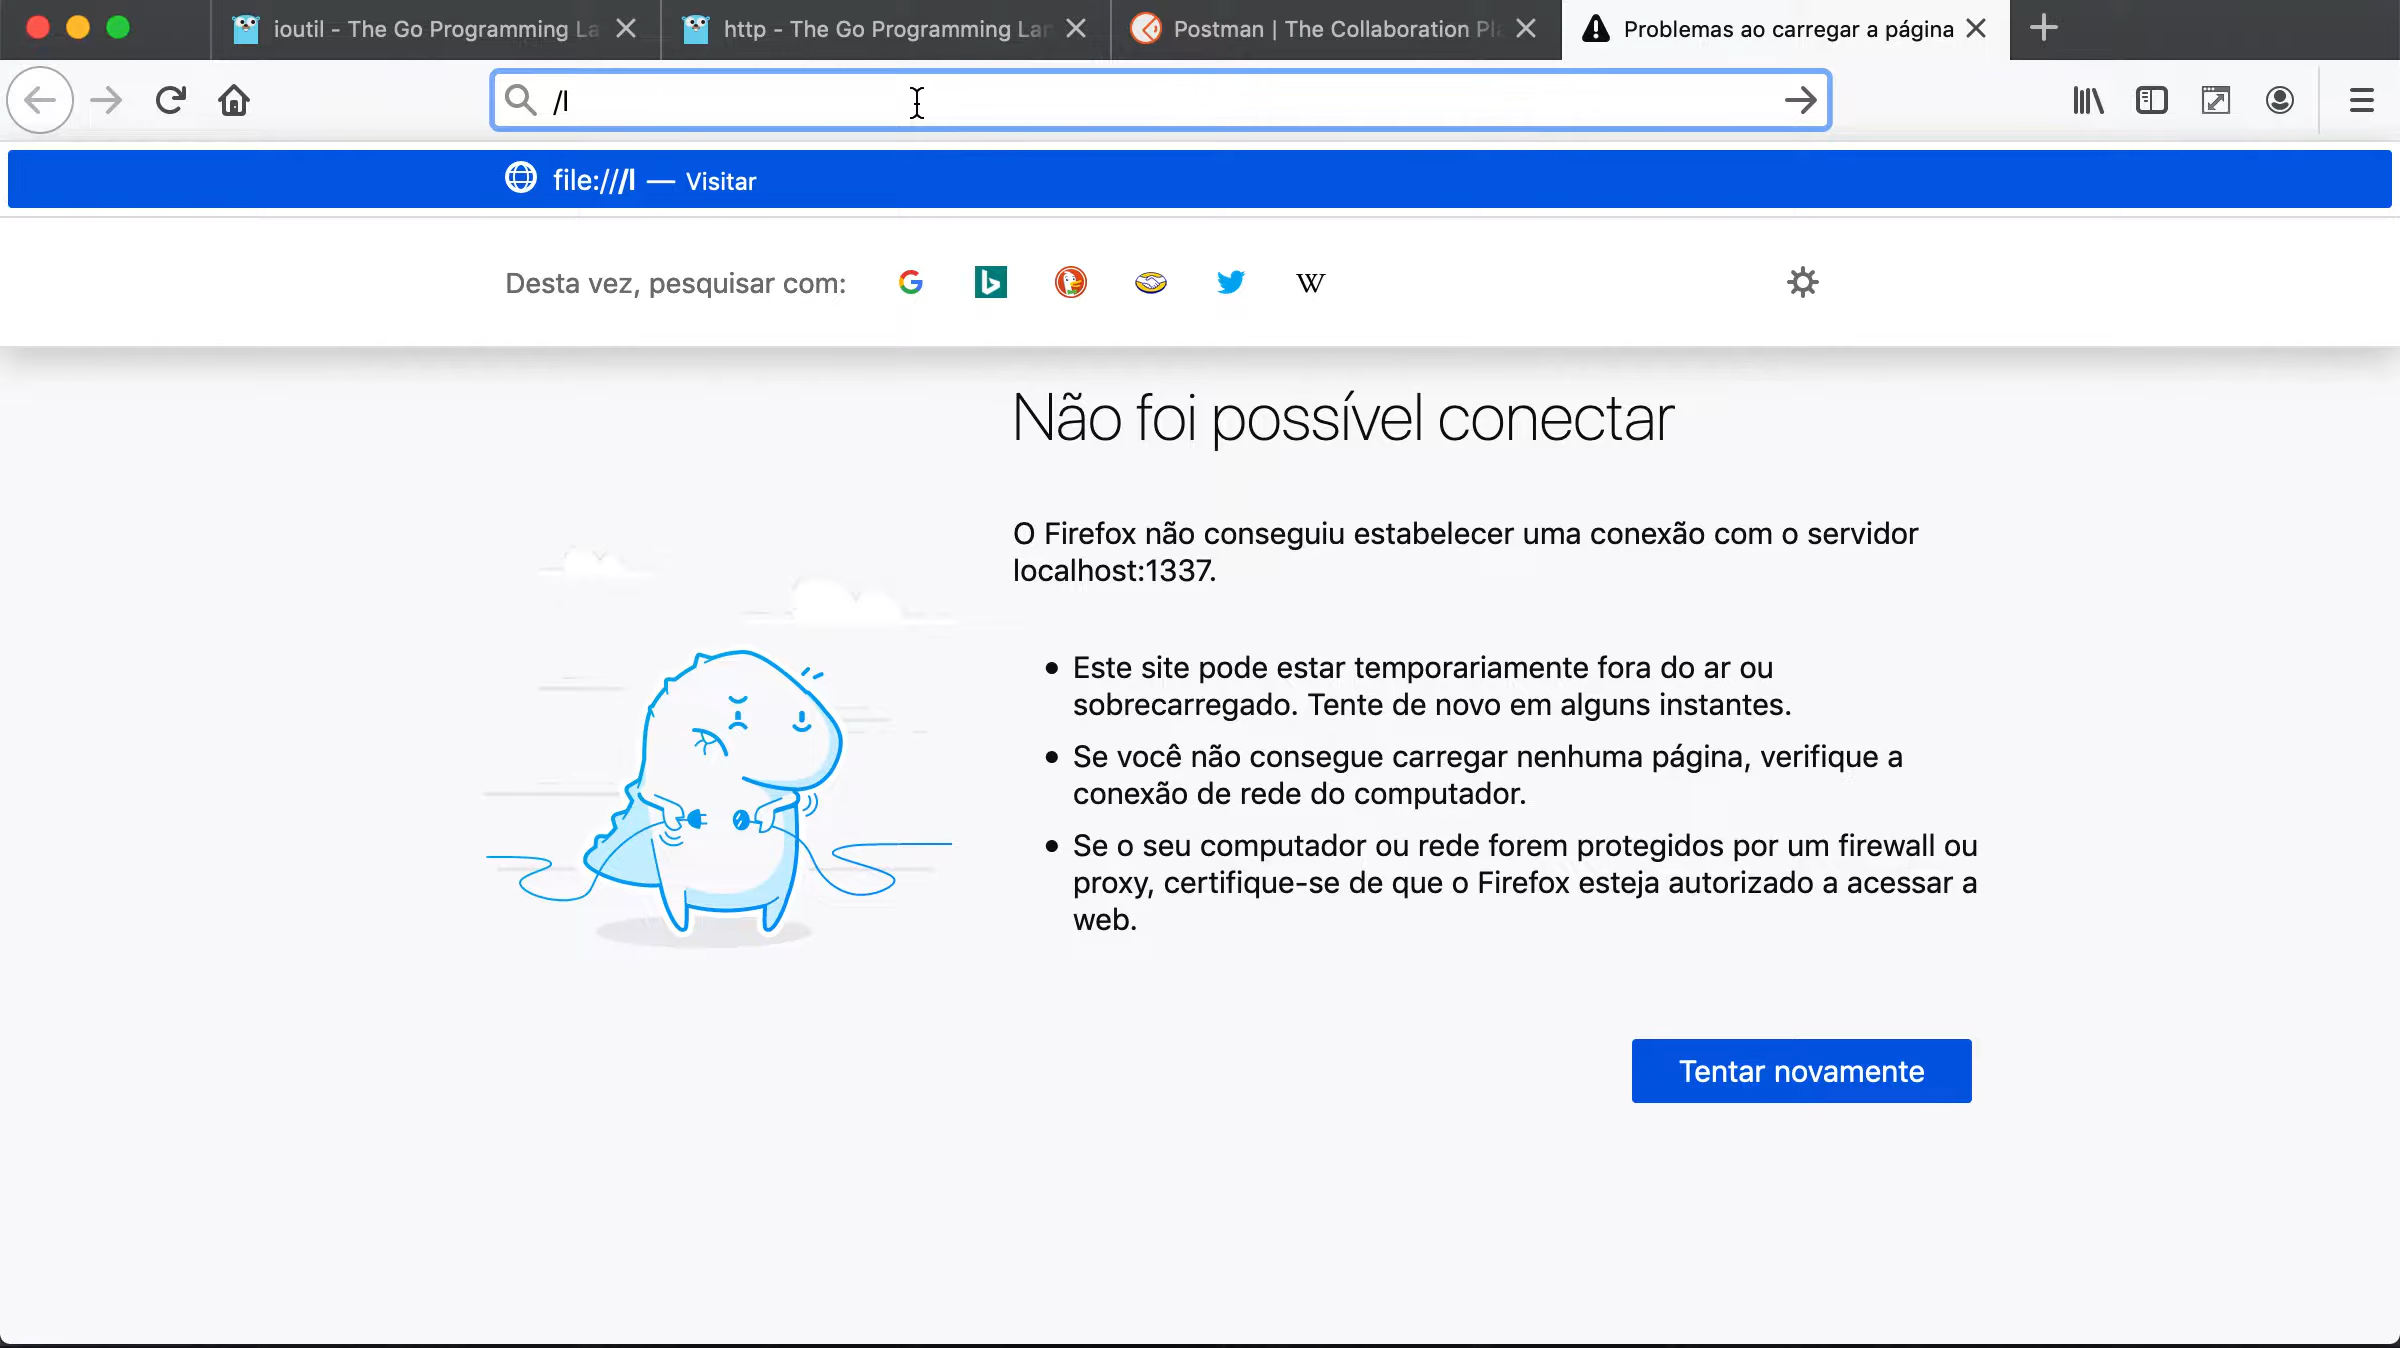 ioutil - The Go Programming La
http - The Go Programming Lan
Postman | The Collaboration Pla
Problemas ao carregar a página
/l
file:///l — Visitar
Desta vez, pesquisar com:
Não foi possível conectar
O Firefox não conseguiu estabelecer uma conexão com o servidor
localhost:1337.
Este site pode estar temporariamente fora do ar ou
sobrecarregado. Tente de novo em alguns instantes.
Se você não consegue carregar nenhuma página, verifique a
conexão de rede do computador.
Se o seu computador ou rede forem protegidos por um firewall ou
proxy, certifique-se de que o Firefox esteja autorizado a acessar a
web.
Tentar novamente